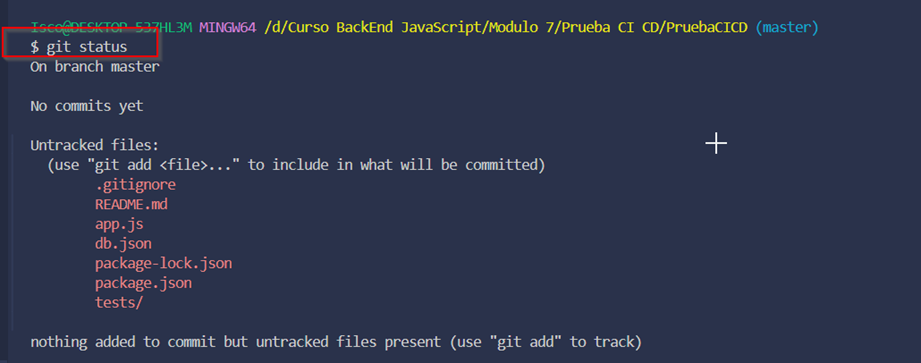 Isco@DESKTOP-537HL3M MINGW64 /d/Curso BackEnd JavaScript/Modulo 7/Prueba CI CD/PruebaCICD (master)
$ git status
On branch master
No commits yet
Untracked files:
(use "git add <file>..." to include in what will be committed)
.gitignore
README.md
app.js
db.json
package-lock.json
package.json
tests/
nothing added to commit but untracked files present (use "git add" to track)